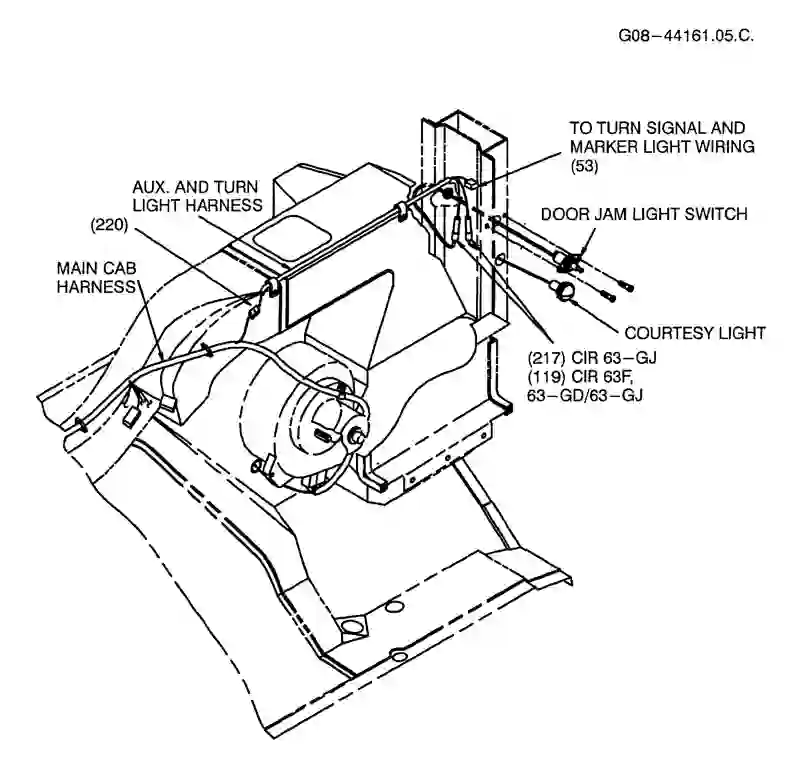 G08-44161.05.C.
TO TURN SIGNAL AND
MARKER LIGHT WIRING
(53)
AUX. AND TURN
LIGHT HARNESS
(220)
DOOR JAM LIGHT SWITCH
MAIN CAB
HARNESS
COURTESY LIGHT
(217) CIR 63-GJ
(119) CIR 63F,
63-GD/63-GJ